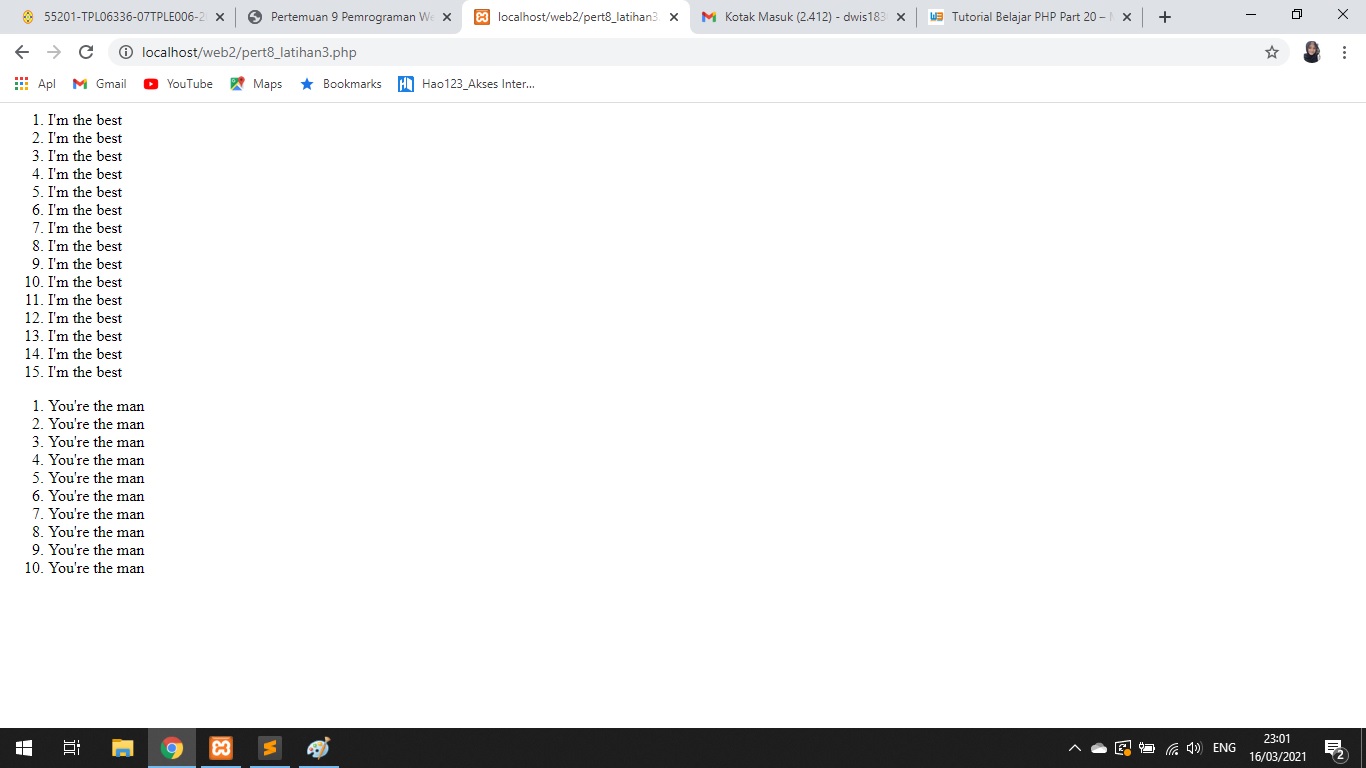 55201-TPL06336-07TPLE006-2
Pertemuan 9 Pemrograman We
localhost/web2/pert8_latihan3
Kotak Masuk (2.412) - dwis183
Tutorial Belajar PHP Part 20 –
localhost/web2/pert8_latihan3.php
Apl
Gmail
YouTube
Maps
Bookmarks
Hao123_Akses Inter...
1. I'm the best
2. I'm the best
3. I'm the best
4. I'm the best
5. I'm the best
6. I'm the best
7. I'm the best
8. I'm the best
9. I'm the best
10. I'm the best
11. I'm the best
12. I'm the best
13. I'm the best
14. I'm the best
15. I'm the best
1. You're the man
2. You're the man
3. You're the man
4. You're the man
5. You're the man
6. You're the man
7. You're the man
8. You're the man
9. You're the man
10. You're the man
ENG
23:01
16/03/2021
2